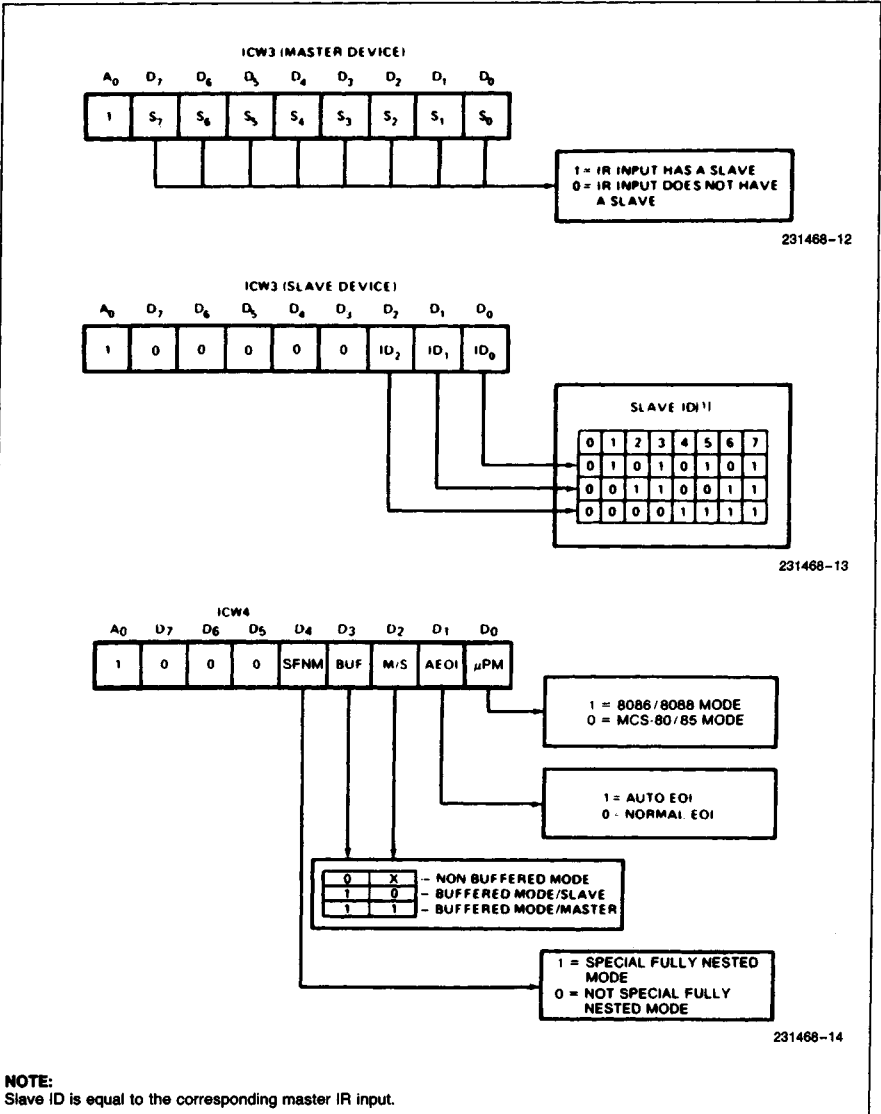 ICW3 (MASTER DEVICE)
A0 D7 D6 D5 D4 D3 D2 D1 D0
1 S7 S6 S5 S4 S3 S2 S1 S0
1 = IR INPUT HAS A SLAVE
0 = IR INPUT DOES NOT HAVE
A SLAVE
231468-12
ICW3 (SLAVE DEVICE)
A0 D7 D6 D5 D4 D3 D2 D1 D0
1 0 0 0 0 0 ID2 ID1 ID0
SLAVE ID(1)
0 1 2 3 4 5 6 7
0 1 0 1 0 1 0 1
0 0 1 1 0 0 1 1
0 0 0 0 1 1 1 1
231468-13
ICW4
A0 D7 D6 D5 D4 D3 D2 D1 D0
1 0 0 0 SFNM BUF M/S AEOI μPM
1 = 8086/8088 MODE
0 = MCS-80/85 MODE
1 = AUTO EOI
0 - NORMAL EOI
0 X - NON BUFFERED MODE
1 0 - BUFFERED MODE/SLAVE
1 1 - BUFFERED MODE/MASTER
1 = SPECIAL FULLY NESTED
MODE
0 = NOT SPECIAL FULLY
NESTED MODE
231468-14
NOTE:
Slave ID is equal to the corresponding master IR input.